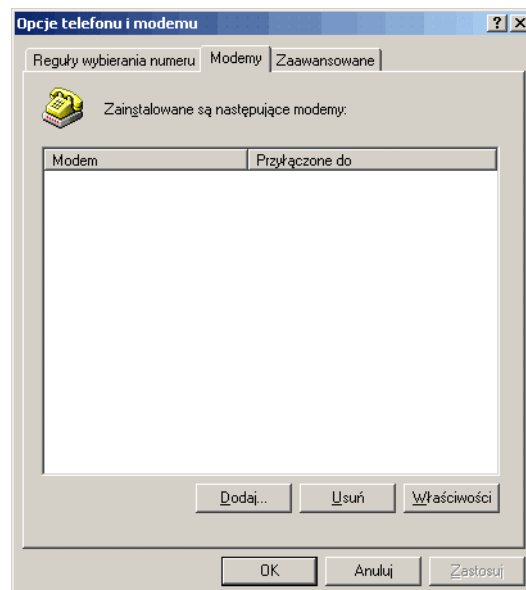 Opcje telefonu i modemu
Reguły wybierania numeru Modemy Zaawansowane
Zainstalowane są następujące modemy:
Modem Przyłączone do
Dodaj... Usuń Właściwości
OK Anuluj Zastosuj